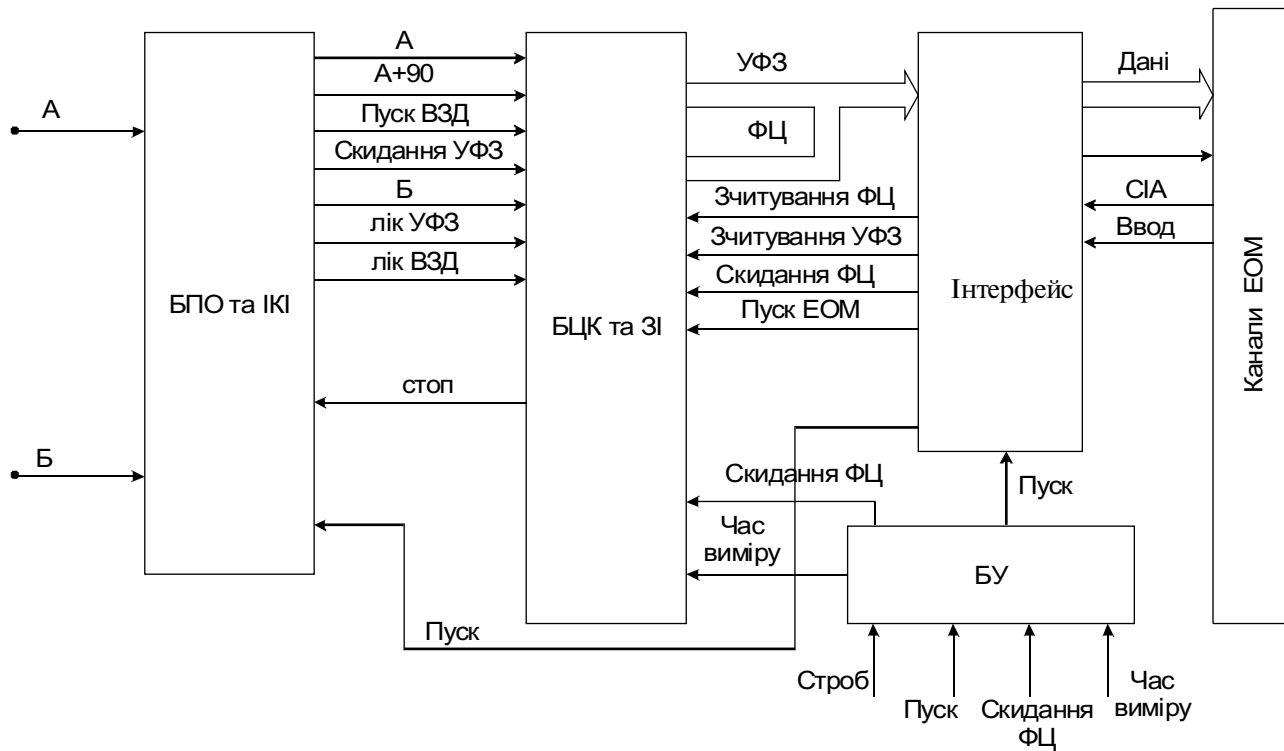 А
Б
БПО та ІКІ
А
А+90
Пуск ВЗД
Скидання УФЗ
Б
лік УФЗ
лік ВЗД
стоп
Пуск
БЦК та ЗІ
УФЗ
ФЦ
Зчитування ФЦ
Зчитування УФЗ
Скидання ФЦ
Пуск ЕОМ
Скидання ФЦ
Час
виміру
Інтерфейс
Пуск
БУ
Строб
Пуск
Скидання
ФЦ
Час
виміру
Дані
СІА
Ввод
Канали ЕОМ